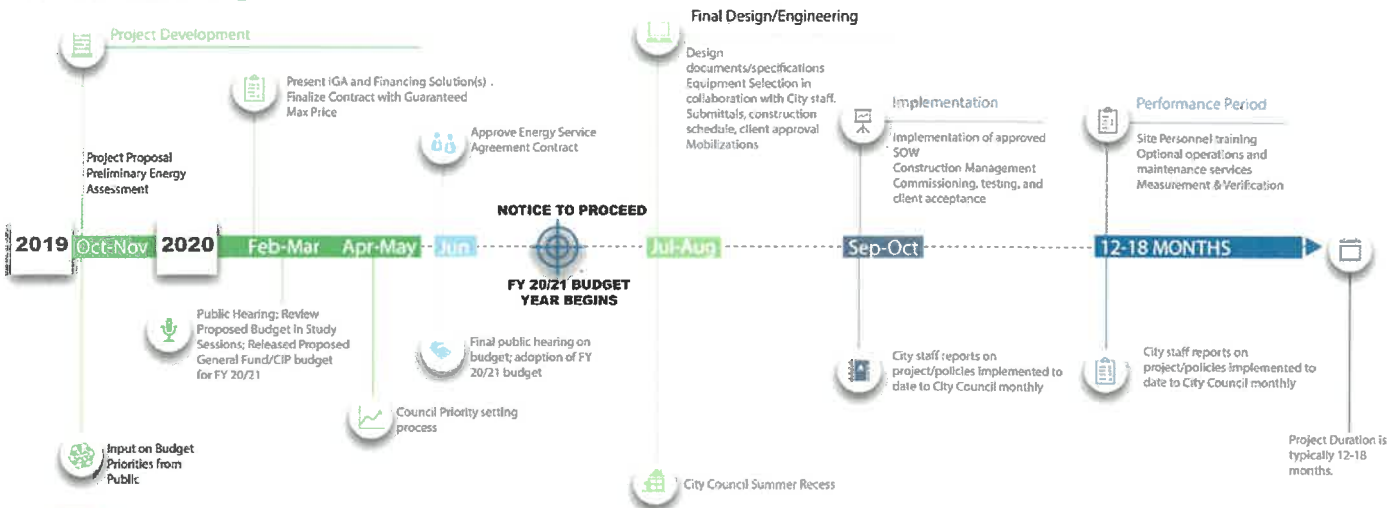 Project Development
Final Design/Engineering
Present IGA and Financing Solution(s) .
Finalize Contract with Guaranteed
Max Price
Design
documents/specifications
Equipment Selection in
collaboration with City staff.
Submittals, construction
schedule, client approval
Mobilizations
Implementation
Performance Period
Approve Energy Service
Agreement Contract
Implementation of approved
SOW
Construction Management
Commissioning, testing, and
client acceptance
Site Personnel training
Optional operations and
maintenance services
Measurement & Verification
Project Proposal
Preliminary Energy
Assessment
NOTICE TO PROCEED
2019
Oct-Nov
2020
Feb-Mar
Apr-May
Jun
Jul-Aug
Sep-Oct
12-18 MONTHS
FY 20/21 BUDGET
YEAR BEGINS
Public Hearing: Review
Proposed Budget in Study
Sessions; Released Proposed
General Fund/CIP budget
for FY 20/21
Final public hearing on
budget; adoption of FY
20/21 budget
City staff reports on
project/policies implemented to
date to City Council monthly
City staff reports on
project/policies implemented to
date to City Council monthly
Council Priority setting
process
Input on Budget
Priorities from
Public
City Council Summer Recess
Project Duration is
typically 12-18
months.